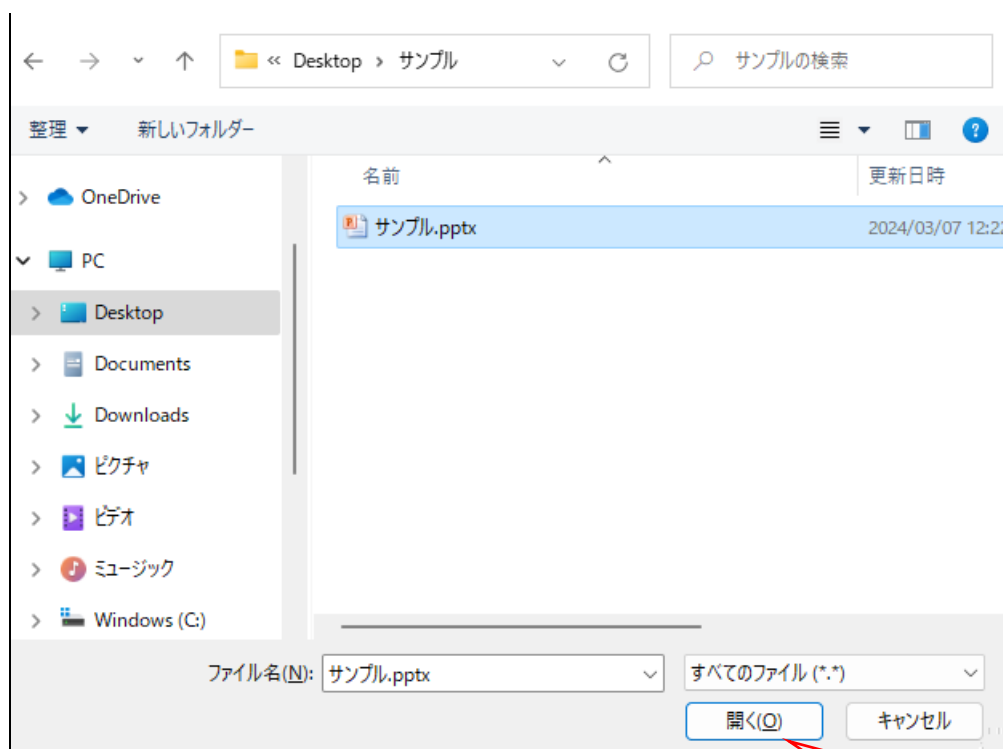 « Desktop › サンプル
サンプルの検索
整理 新しいフォルダー
名前 更新日時
OneDrive
サンプル.pptx 2024/03/07 12:22
PC
Desktop
Documents
Downloads
ピクチャ
ビデオ
ミュージック
Windows (C:)
ファイル名(N): サンプル.pptx すべてのファイル (*.*)
開く(O) キャンセル